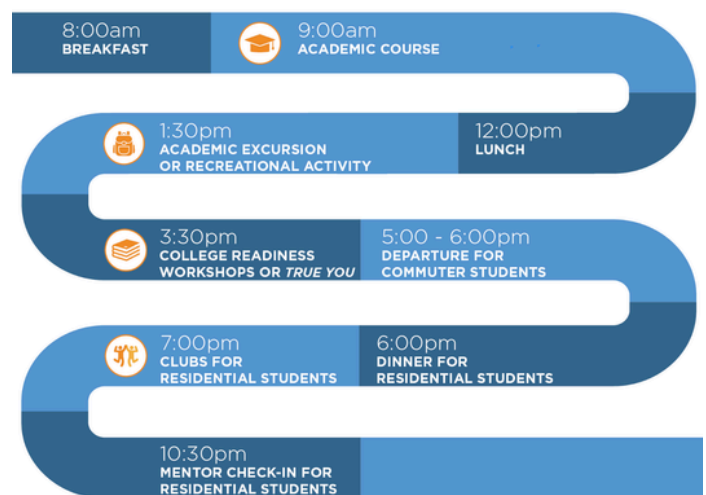 8:00am
BREAKFAST
9:00am
ACADEMIC COURSE
12:00pm
LUNCH
1:30pm
ACADEMIC EXCURSION
OR RECREATIONAL ACTIVITY
3:30pm
COLLEGE READINESS
WORKSHOPS OR TRUE YOU
5:00 - 6:00pm
DEPARTURE FOR
COMMUTER STUDENTS
6:00pm
DINNER FOR
RESIDENTIAL STUDENTS
7:00pm
CLUBS FOR
RESIDENTIAL STUDENTS
10:30pm
MENTOR CHECK-IN FOR
RESIDENTIAL STUDENTS